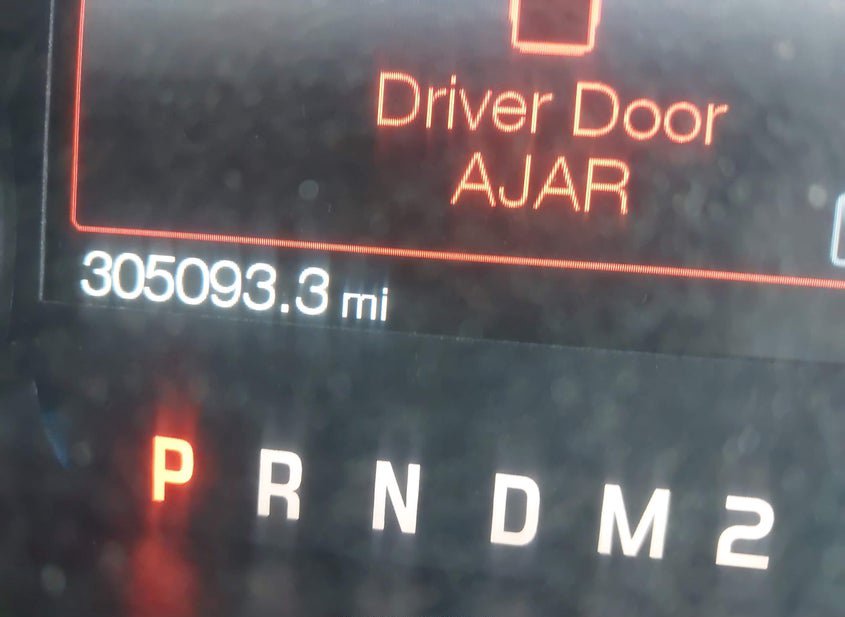 Driver Door
AJAR
305093.3 mi
P R N D M 2